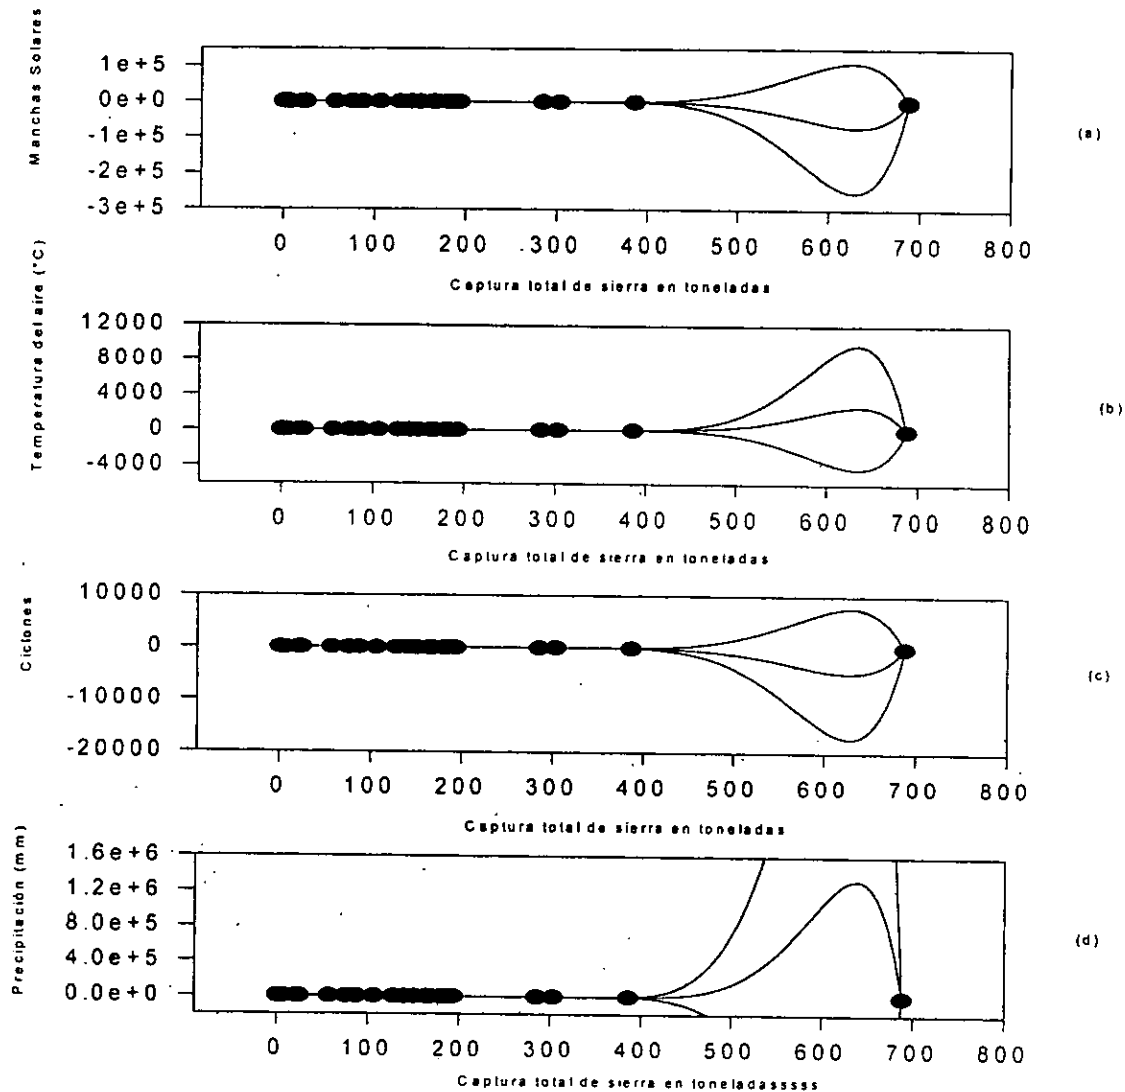 Manchas Solares
1e+5
0e+0
-1e+5
-2e+5
-3e+5
(a)
0 100 200 300 400 500 600 700 800
Captura total de sierra en toneladas
Temperatura del aire (°C)
12000
8000
4000
0
-4000
(b)
0 100 200 300 400 500 600 700 800
Captura total de sierra en toneladas
Ciclones
10000
0
-10000
-20000
(c)
0 100 200 300 400 500 600 700 800
Captura total de sierra en toneladas
Precipitación (mm)
1.6e+6
1.2e+6
8.0e+5
4.0e+5
0.0e+0
(d)
0 100 200 300 400 500 600 700 800
Captura total de sierra en toneladasssss